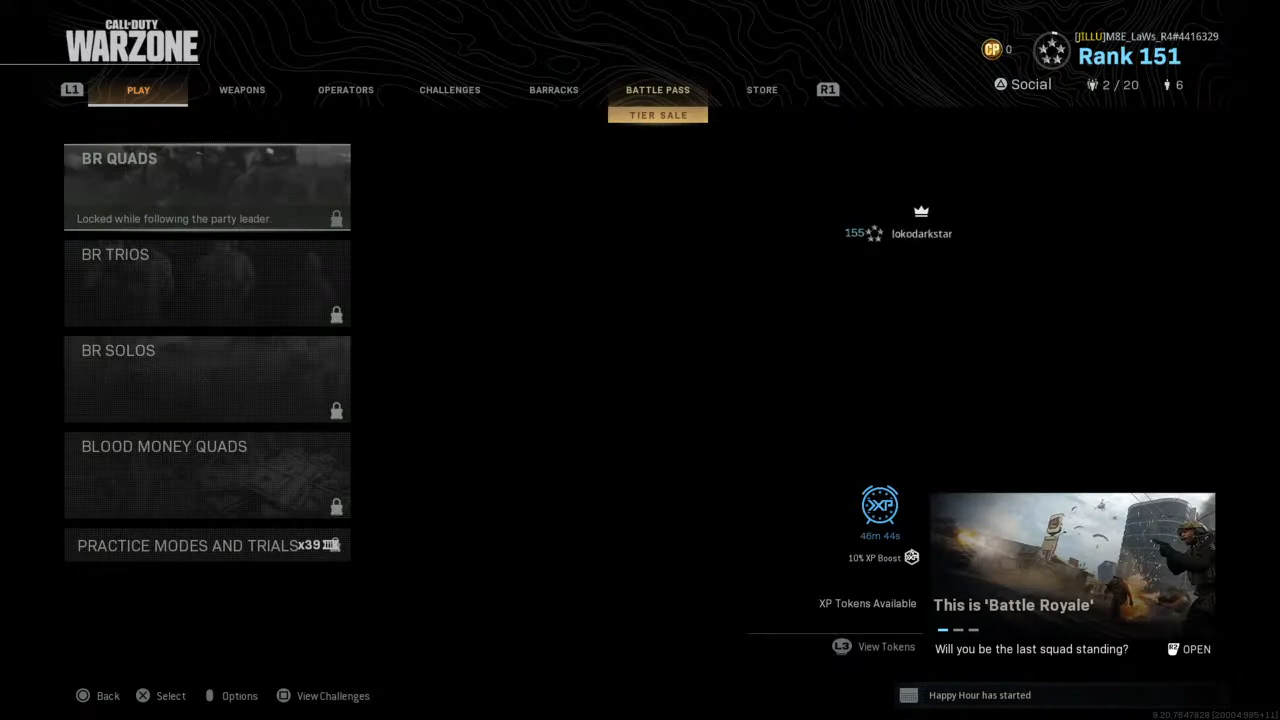 CALL OF DUTY
WARZONE
CP 0
[JILLU]M8E_LaWs_R4#4416329
Rank 151
Social
2 / 20
6
L1
PLAY
WEAPONS
OPERATORS
CHALLENGES
BARRACKS
BATTLE PASS
STORE
R1
TIER SALE
BR QUADS
Locked while following the party leader.
BR TRIOS
BR SOLOS
BLOOD MONEY QUADS
PRACTICE MODES AND TRIALS
155 lokodarkstar
XP
46m 44s
10% XP Boost
XP Tokens Available
L3 View Tokens
This is 'Battle Royale'
Will you be the last squad standing?
R2 OPEN
Back
Select
Options
View Challenges
Happy Hour has started